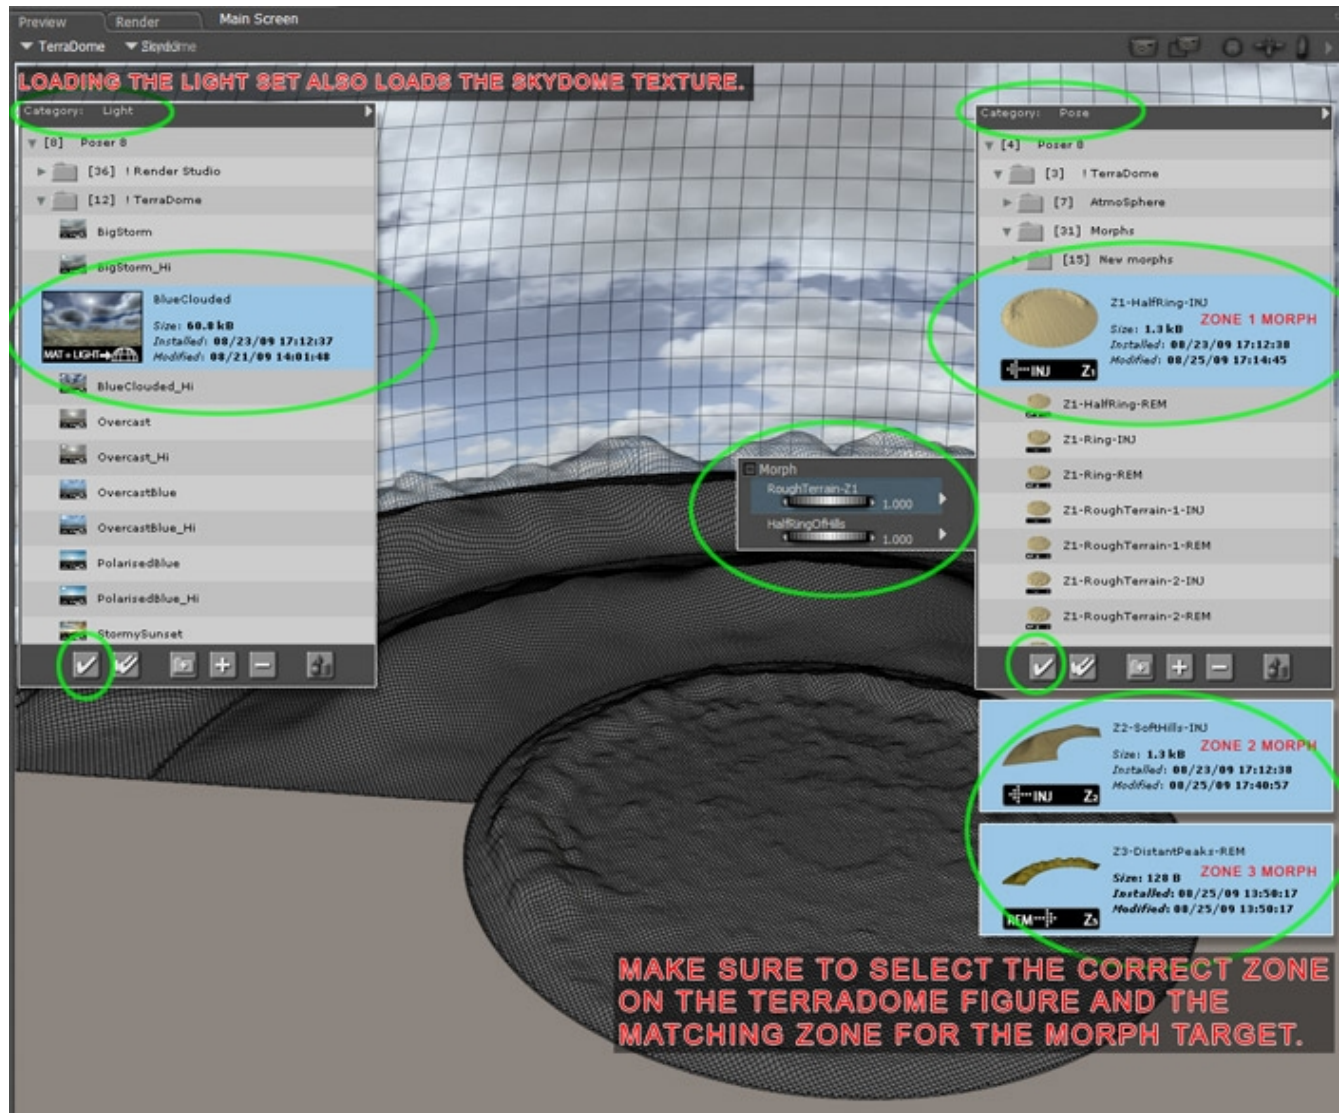 Preview Render Main Screen
TerraDome Skydome
LOADING THE LIGHT SET ALSO LOADS THE SKYDOME TEXTURE.
Category: Light
[8] Poser 8
[36] ! Render Studio
[12] ! TerraDome
BigStorm
BigStorm_Hi
BlueClouded
Size: 60.8 kB
Installed: 08/23/09 17:12:37
Modified: 08/21/09 14:01:48
MAT + LIGHT
BlueClouded_Hi
Overcast
Overcast_Hi
OvercastBlue
OvercastBlue_Hi
PolarisedBlue
PolarisedBlue_Hi
StormySunset
Morph
RoughTerrain-Z1
1.000
HalfRingOfHills
1.000
Category: Pose
[4] Poser 8
[3] ! TerraDome
[7] AtmoSphere
[31] Morphs
[15] New morphs
Z1-HalfRing-INJ
ZONE 1 MORPH
Size: 1.3 kB
Installed: 08/23/09 17:12:38
Modified: 08/25/09 17:14:45
INJ Z1
Z1-HalfRing-REM
Z1-Ring-INJ
Z1-Ring-REM
Z1-RoughTerrain-1-INJ
Z1-RoughTerrain-1-REM
Z1-RoughTerrain-2-INJ
Z1-RoughTerrain-2-REM
Z2-SoftHills-INJ
ZONE 2 MORPH
Size: 1.3 kB
Installed: 08/23/09 17:12:38
Modified: 08/25/09 17:40:57
INJ Z2
Z3-DistantPeaks-REM
ZONE 3 MORPH
Size: 128 B
Installed: 08/25/09 13:50:17
Modified: 08/25/09 13:50:17
REM Z3
MAKE SURE TO SELECT THE CORRECT ZONE
ON THE TERRADOME FIGURE AND THE
MATCHING ZONE FOR THE MORPH TARGET.